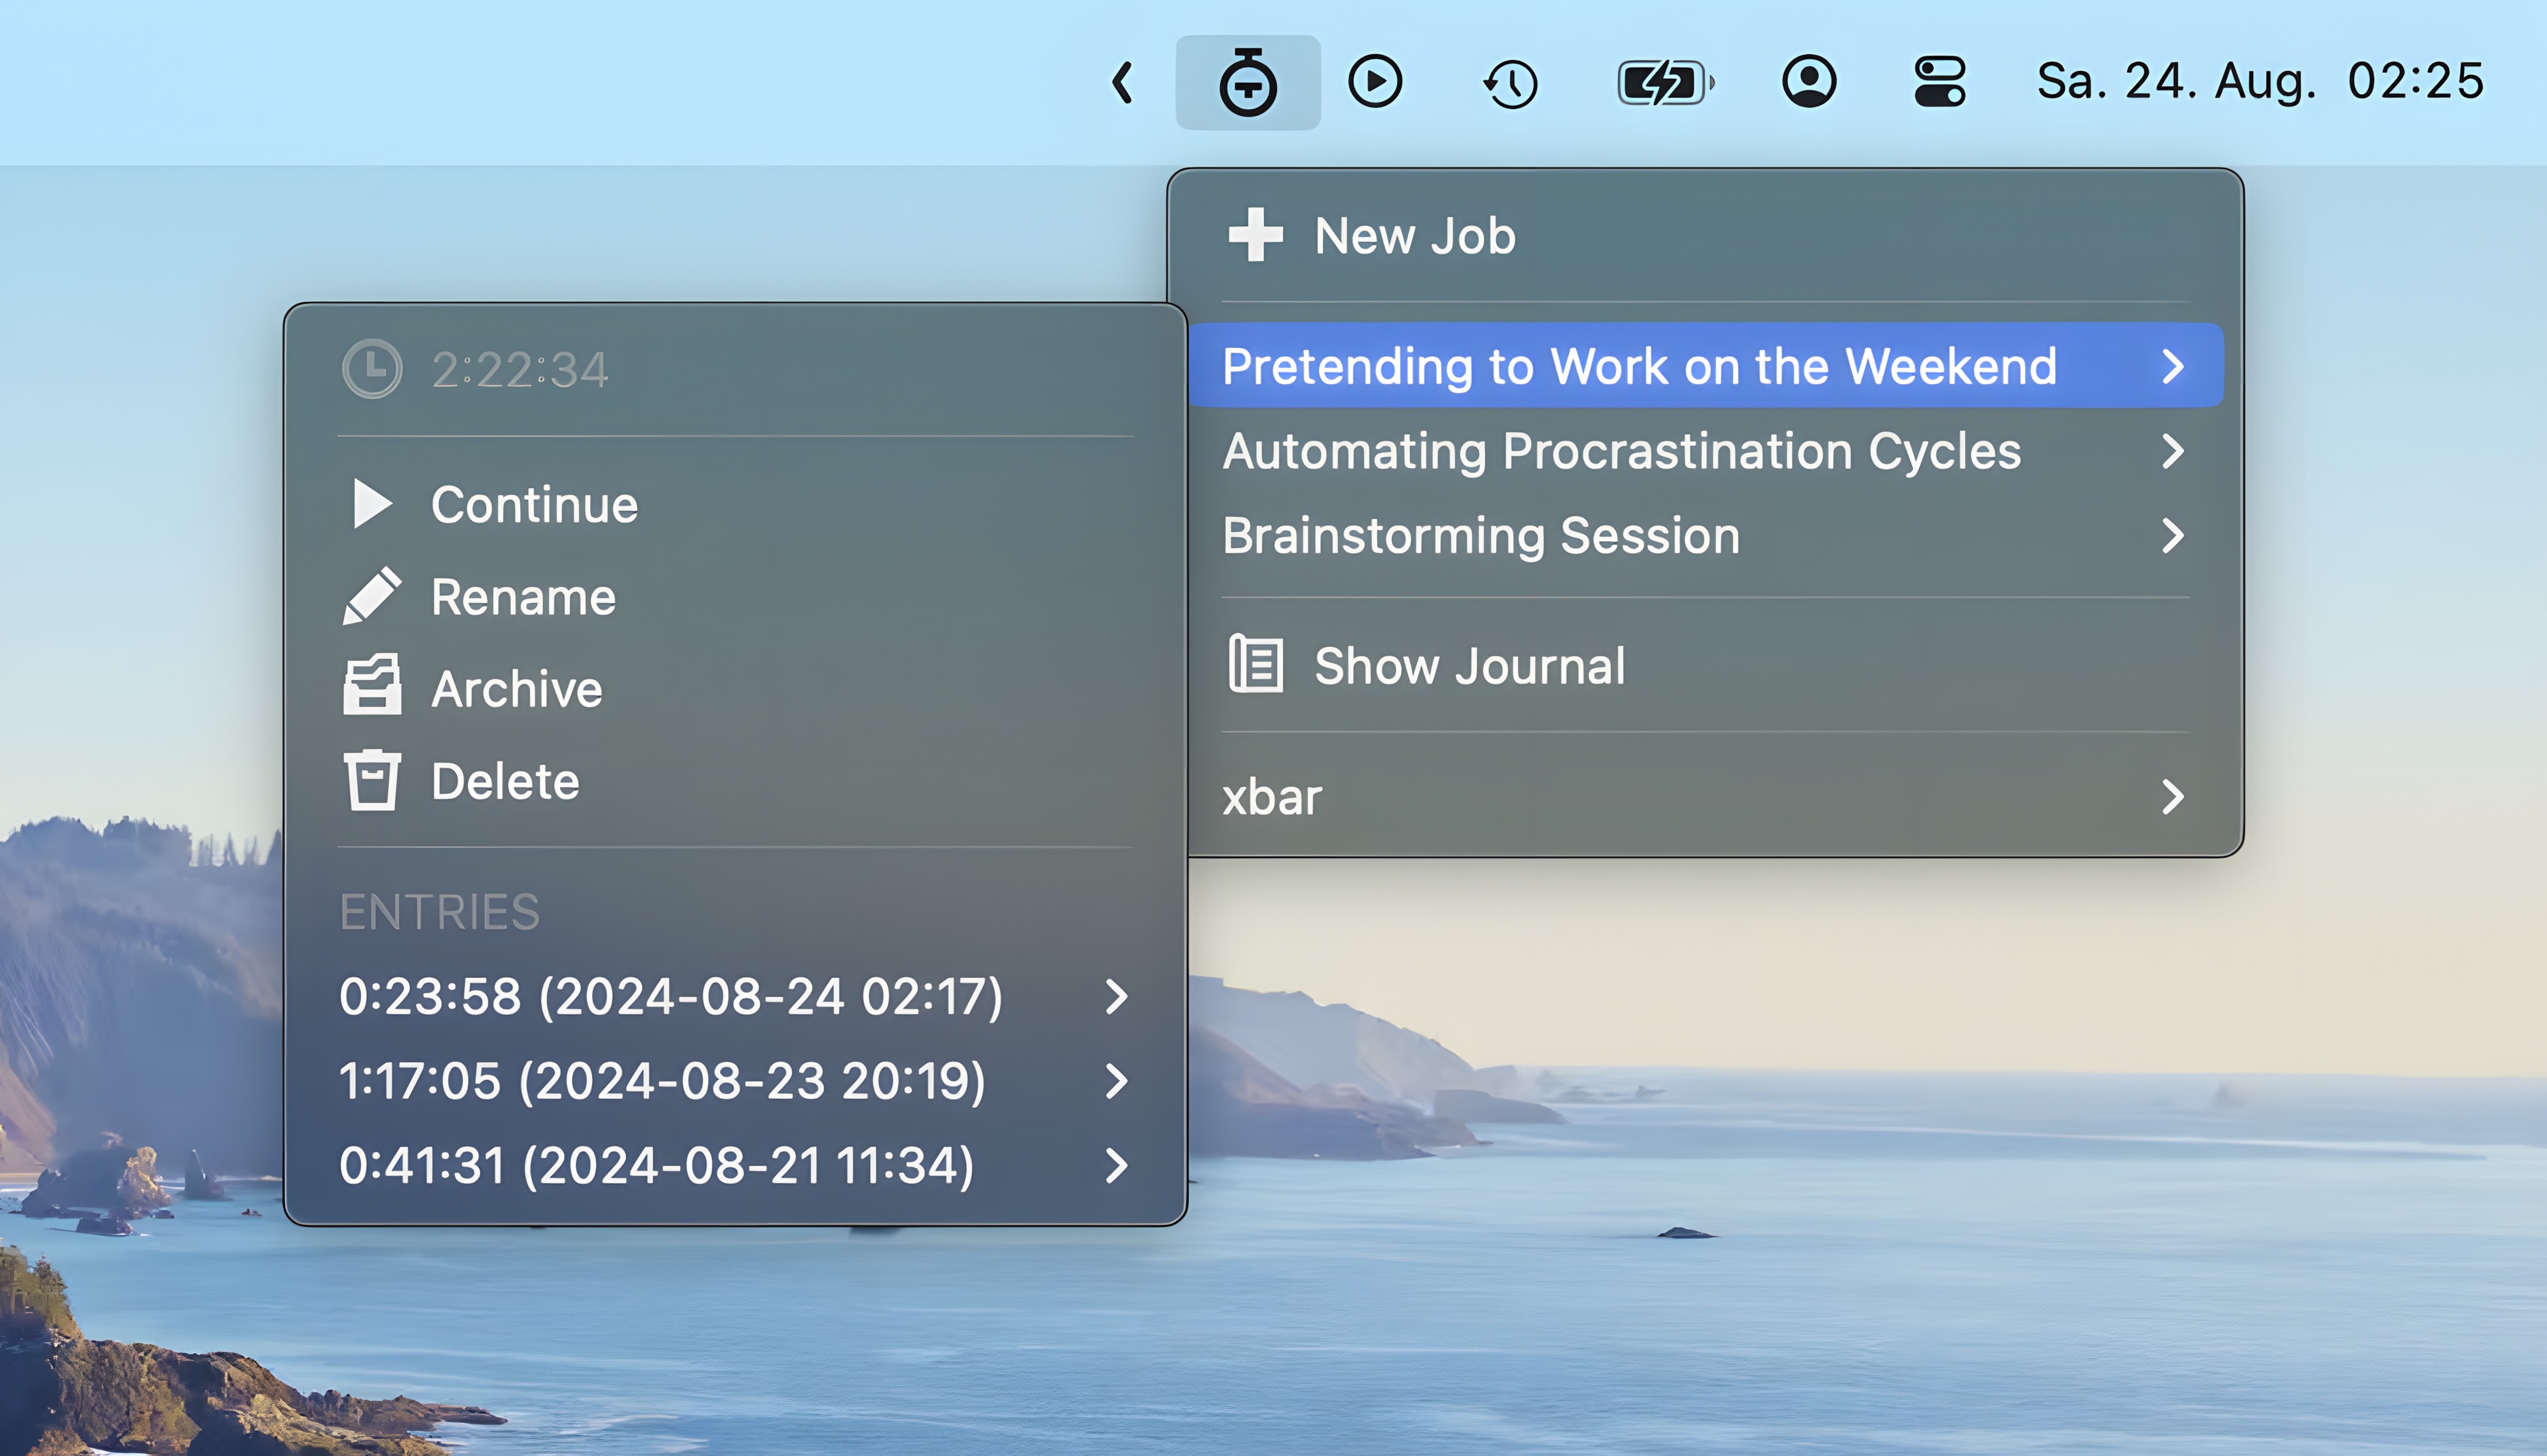 Sa. 24. Aug. 02:25
New Job
Pretending to Work on the Weekend
Automating Procrastination Cycles
Brainstorming Session
Show Journal
xbar
2:22:34
Continue
Rename
Archive
Delete
ENTRIES
0:23:58 (2024-08-24 02:17)
1:17:05 (2024-08-23 20:19)
0:41:31 (2024-08-21 11:34)